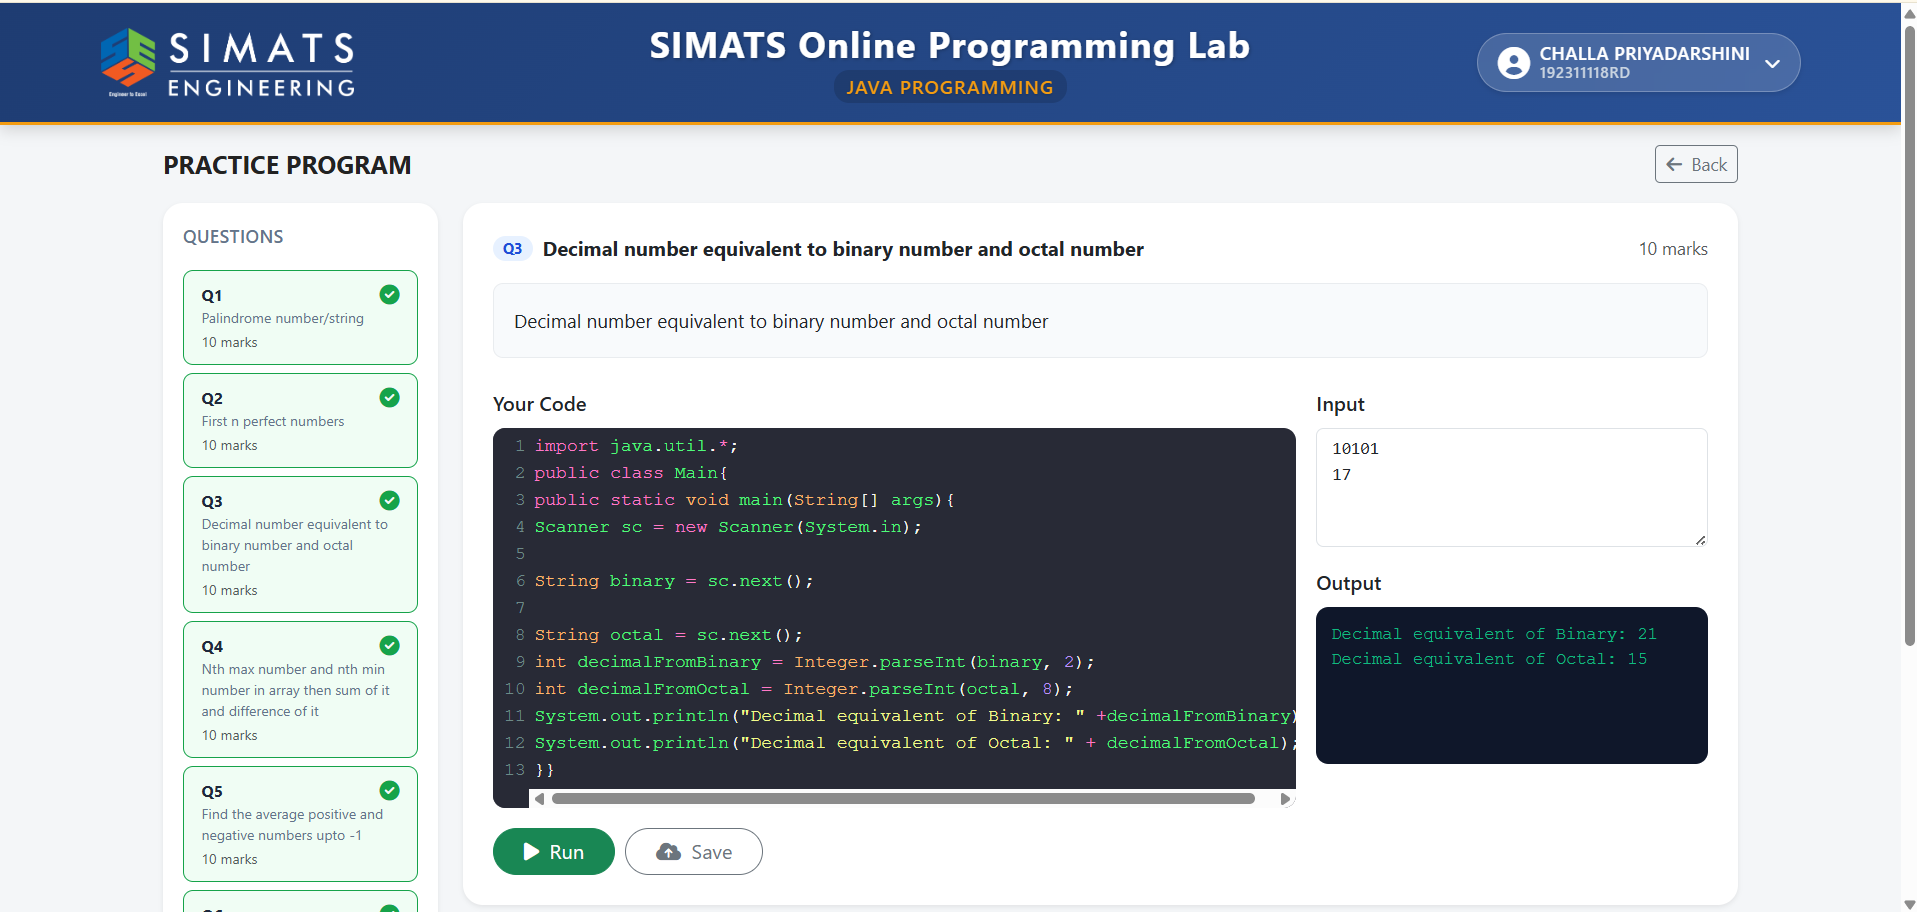 SIMATS
ENGINEERING
Engineer to Excel
SIMATS Online Programming Lab
JAVA PROGRAMMING
CHALLA PRIYADARSHINI
192311118RD
PRACTICE PROGRAM
Back
QUESTIONS
Q1
Palindrome number/string
10 marks
Q2
First n perfect numbers
10 marks
Q3
Decimal number equivalent to
binary number and octal
number
10 marks
Q4
Nth max number and nth min
number in array then sum of it
and difference of it
10 marks
Q5
Find the average positive and
negative numbers upto -1
10 marks
Q3 Decimal number equivalent to binary number and octal number
10 marks
Decimal number equivalent to binary number and octal number
Your Code
1 import java.util.*;
2 public class Main{
3 public static void main(String[] args){
4 Scanner sc = new Scanner(System.in);
5
6 String binary = sc.next();
7
8 String octal = sc.next();
9 int decimalFromBinary = Integer.parseInt(binary, 2);
10 int decimalFromOctal = Integer.parseInt(octal, 8);
11 System.out.println("Decimal equivalent of Binary: " +decimalFromBinary)
12 System.out.println("Decimal equivalent of Octal: " + decimalFromOctal);
13 }}
Run
Save
Input
10101
17
Output
Decimal equivalent of Binary: 21
Decimal equivalent of Octal: 15